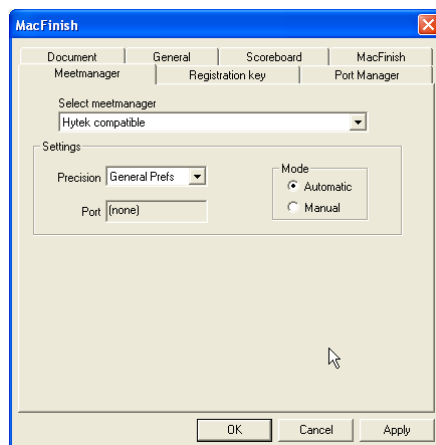 MacFinish
Document General Scoreboard MacFinish
Meetmanager Registration key Port Manager
Select meetmanager
Hytek compatible
Settings
Precision General Prefs
Mode
Automatic
Port (none)
Manual
OK Cancel Apply